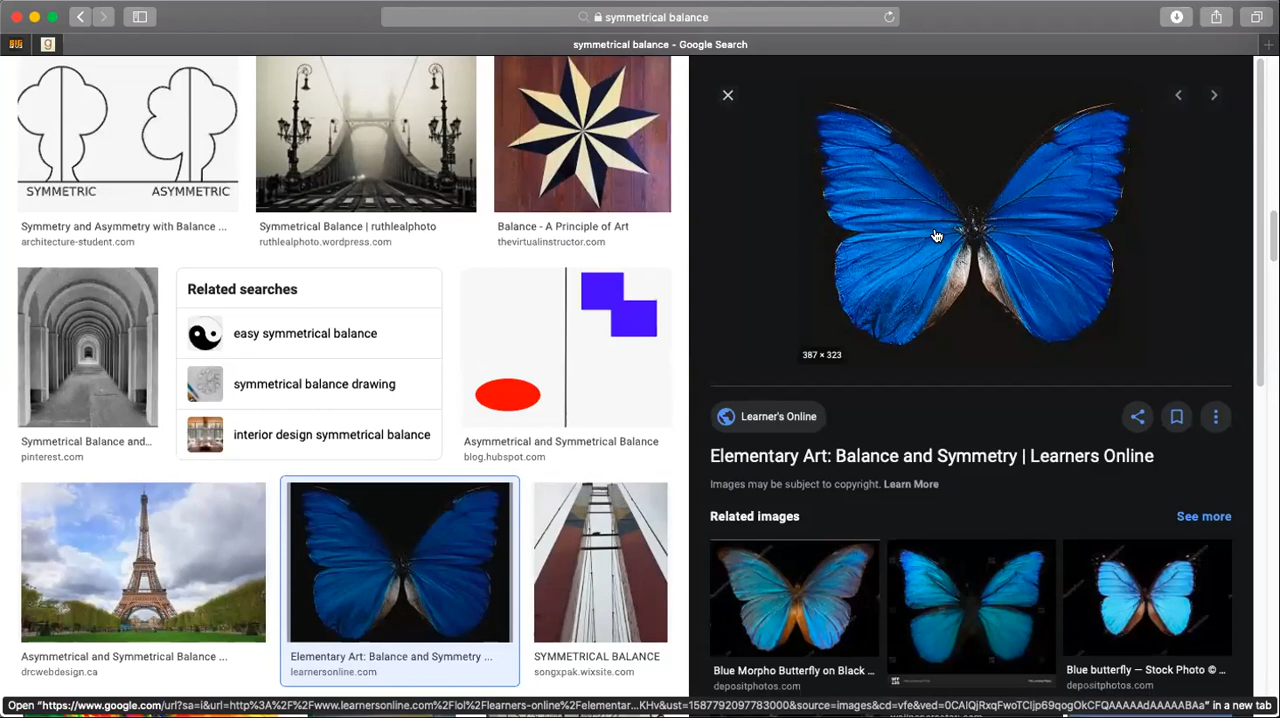 symmetrical balance
g
symmetrical balance - Google Search
SYMMETRIC
ASYMMETRIC
Symmetry and Asymmetry with Balance ...
architecture-student.com
Symmetrical Balance | ruthlealphoto
ruthlealphoto.wordpress.com
Balance - A Principle of Art
thevirtualinstructor.com
Symmetrical Balance and...
pinterest.com
Related searches
easy symmetrical balance
symmetrical balance drawing
interior design symmetrical balance
Asymmetrical and Symmetrical Balance
blog.hubspot.com
Asymmetrical and Symmetrical Balance ...
drcwebdesign.ca
Elementary Art: Balance and Symmetry ...
learnersonline.com
SYMMETRICAL BALANCE
songxpak.wixsite.com
387 × 323
Learner's Online
Elementary Art: Balance and Symmetry | Learners Online
Images may be subject to copyright. Learn More
Related images
See more
Blue Morpho Butterfly on Black ...
depositphotos.com
Blue butterfly — Stock Photo © ...
depositphotos.com